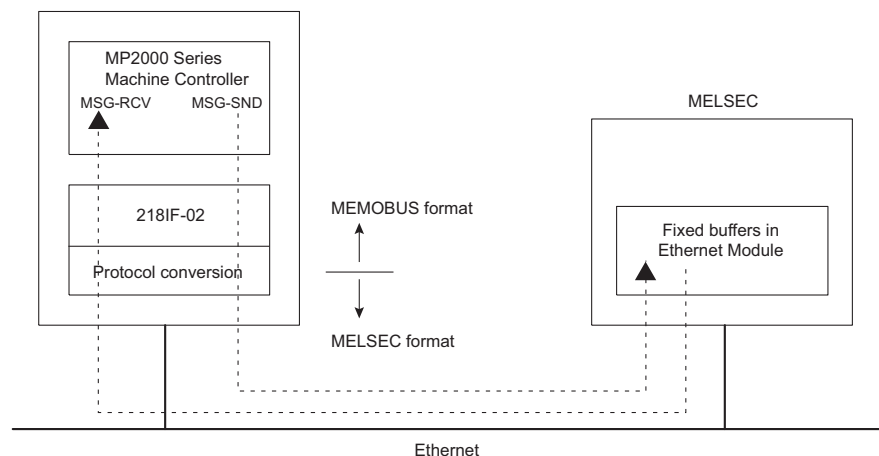 MP2000 Series
Machine Controller
MSG-RCV MSG-SND
218IF-02
Protocol conversion
MEMOBUS format
MELSEC format
MELSEC
Fixed buffers in
Ethernet Module
Ethernet